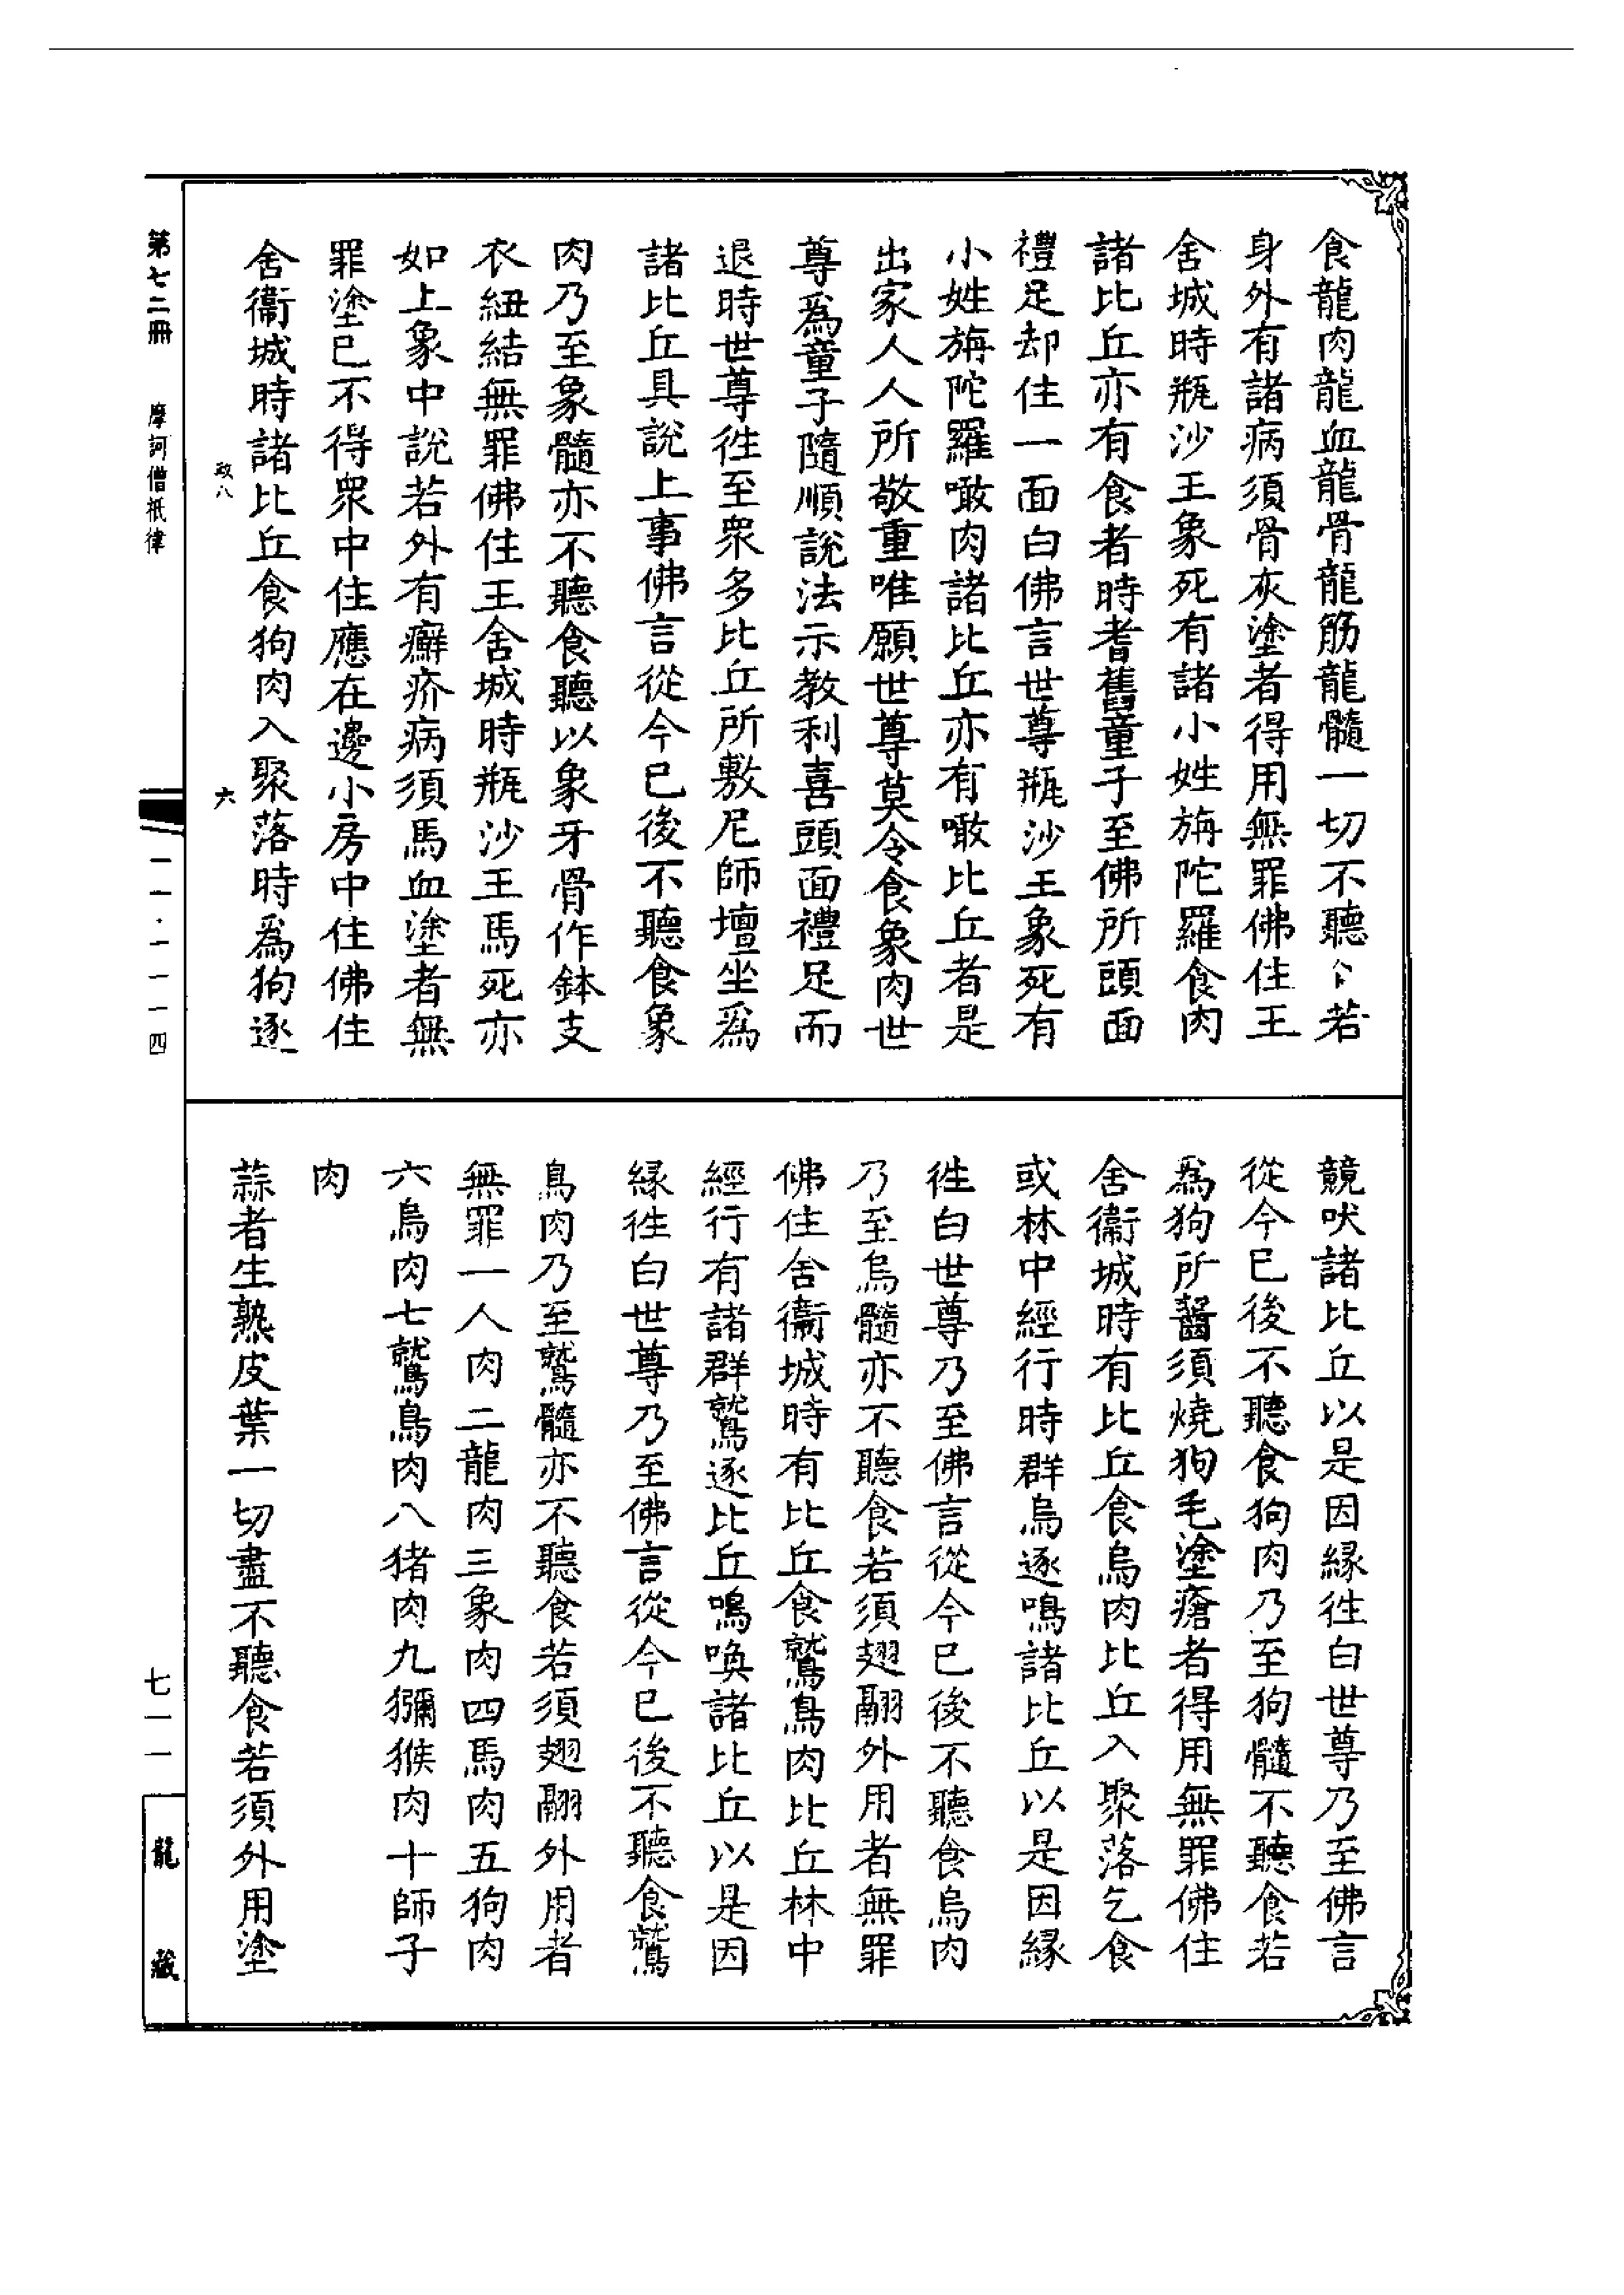 食龍肉龍血龍骨龍筋龍髓一切不聽食若
身外有諸病須骨灰塗者得用無罪佛住王
舍城時瓶沙王象死有諸小姓旃陀羅食肉
諸比丘亦有食者時耆舊童子至佛所頭面
禮足却住一面白佛言世尊瓶沙王象死有
小姓旃陀羅噉肉諸比丘亦有噉比丘者是
出家人人所敬重唯願世尊莫令食象肉世
尊爲童子隨順説法示教利喜頭面禮足而
退時世尊徃至衆多比丘所敷尼師壇坐爲
諸比丘具説上事佛言從今已後不聽食象
肉乃至象髓亦不聽食聽以象牙骨作鉢支
衣紐結無罪佛住王舍城時瓶沙王馬死亦
如上象中説若外有癬疥病須馬血塗者無
罪塗已不得衆中住應在邊小房中住佛住
舍衞城時諸比丘食狗肉入聚落時爲狗逐
政八 六
競吠諸比丘以是因縁徃白世尊乃至佛言
從今已後不聽食狗肉乃至狗髓不聽食若
爲狗所齧須燒狗毛塗瘡者得用無罪佛住
舍衞城時有比丘食烏肉比丘入聚落乞食
或林中經行時群烏逐鳴諸比丘以是因縁
徃白世尊乃至佛言從今已後不聽食烏肉
乃至烏髓亦不聽食若須翅翮外用者無罪
佛住舍衞城時有比丘食鷲鳥肉比丘林中
經行有諸群鷲逐比丘鳴喚諸比丘以是因
縁徃白世尊乃至佛言從今已後不聽食鷲
鳥肉乃至鷲髓亦不聽食若須翅翮外用者
無罪一人肉二龍肉三象肉四馬肉五狗肉
六烏肉七鷲鳥肉八猪肉九獼猴肉十師子
肉
蒜者生熟皮葉一切盡不聽食若須外用塗
第七二冊 摩訶僧祇律 一一·一一一四 七一一 龍藏